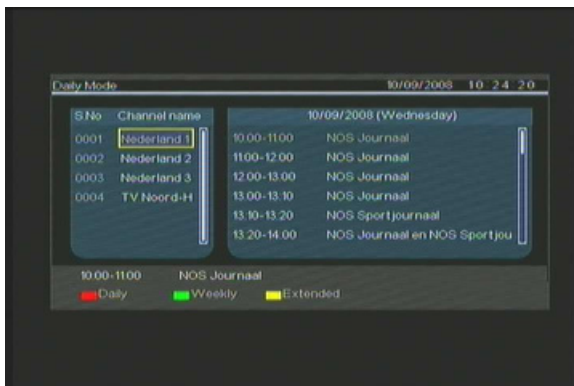 Daily Mode 10/09/2008 10 24 20
S.No Channel name
0001 Nederland 1
0002 Nederland 2
0003 Nederland 3
0004 TV Noord-H
10/09/2008 (Wednesday)
10.00-11.00 NOS Journaal
11.00-12.00 NOS Journaal
12.00-13.00 NOS Journaal
13.00-13.10 NOS Journaal
13.10-13.20 NOS Sportjournaal
13.20-14.00 NOS Journaal en NOS Sportjou
10.00-11.00 NOS Journaal
Daily Weekly Extended